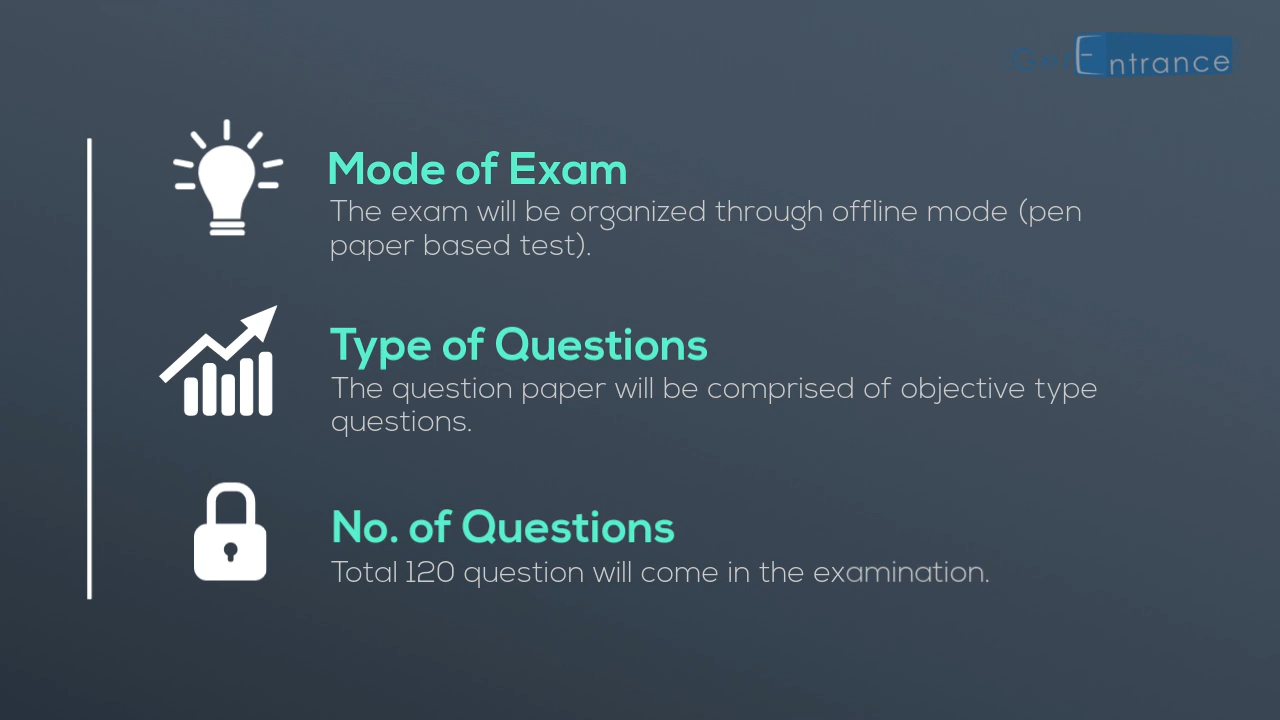 Get Entrance
Mode of Exam
The exam will be organized through offline mode (pen
paper based test).
Type of Questions
The question paper will be comprised of objective type
questions.
No. of Questions
Total 120 question will come in the examination.